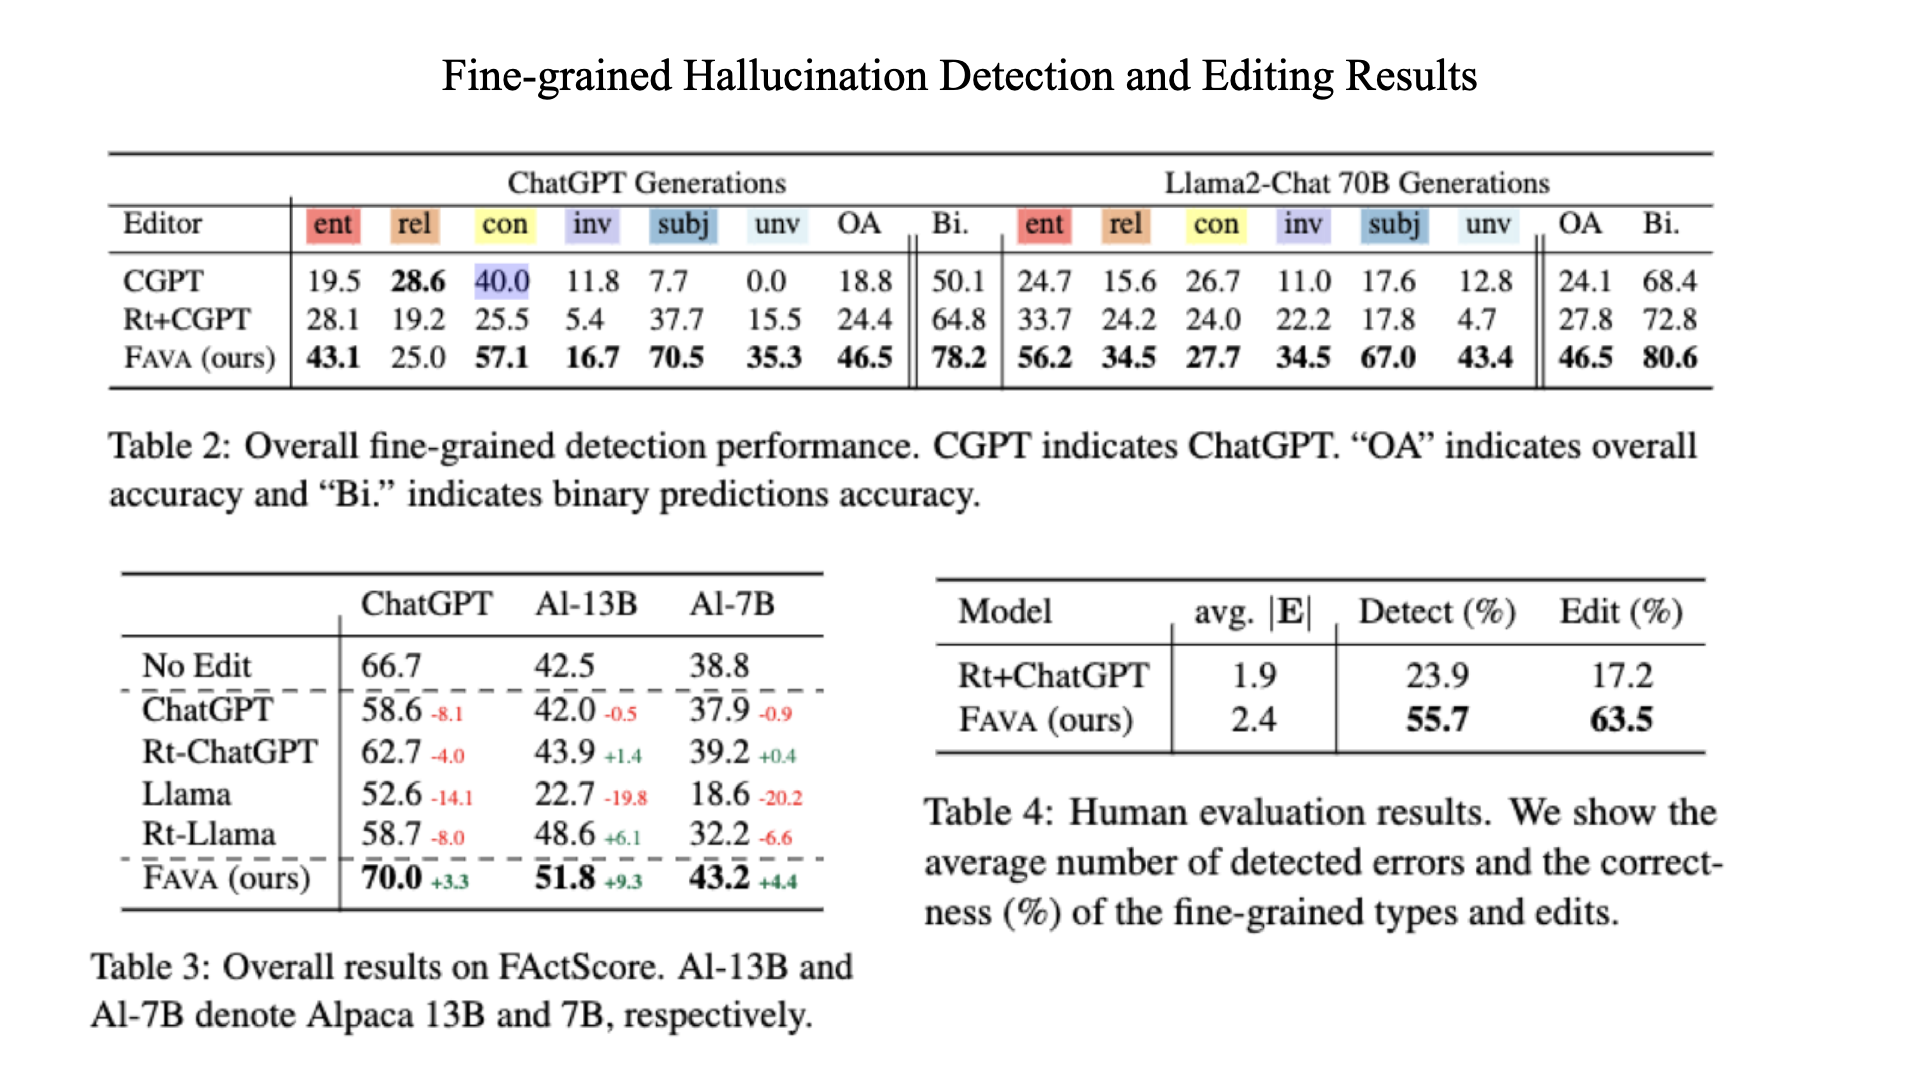 Fine-grained Hallucination Detection and Editing Results
ChatGPT Generations Llama2-Chat 70B Generations
Editor ent rel con inv subj unv OA Bi. ent rel con inv subj unv OA Bi.
CGPT 19.5 28.6 40.0 11.8 7.7 0.0 18.8 50.1 24.7 15.6 26.7 11.0 17.6 12.8 24.1 68.4
Rt+CGPT 28.1 19.2 25.5 5.4 37.7 15.5 24.4 64.8 33.7 24.2 24.0 22.2 17.8 4.7 27.8 72.8
FAVA (ours) 43.1 25.0 57.1 16.7 70.5 35.3 46.5 78.2 56.2 34.5 27.7 34.5 67.0 43.4 46.5 80.6
Table 2: Overall fine-grained detection performance. CGPT indicates ChatGPT. “OA” indicates overall
accuracy and “Bi.” indicates binary predictions accuracy.
ChatGPT Al-13B Al-7B
No Edit 66.7 42.5 38.8
ChatGPT 58.6 -8.1 42.0 -0.5 37.9 -0.9
Rt-ChatGPT 62.7 -4.0 43.9 +1.4 39.2 +0.4
Llama 52.6 -14.1 22.7 -19.8 18.6 -20.2
Rt-Llama 58.7 -8.0 48.6 +6.1 32.2 -6.6
FAVA (ours) 70.0 +3.3 51.8 +9.3 43.2 +4.4
Table 3: Overall results on FActScore. Al-13B and
Al-7B denote Alpaca 13B and 7B, respectively.
Model avg. |E| Detect (%) Edit (%)
Rt+ChatGPT 1.9 23.9 17.2
FAVA (ours) 2.4 55.7 63.5
Table 4: Human evaluation results. We show the
average number of detected errors and the correct-
ness (%) of the fine-grained types and edits.